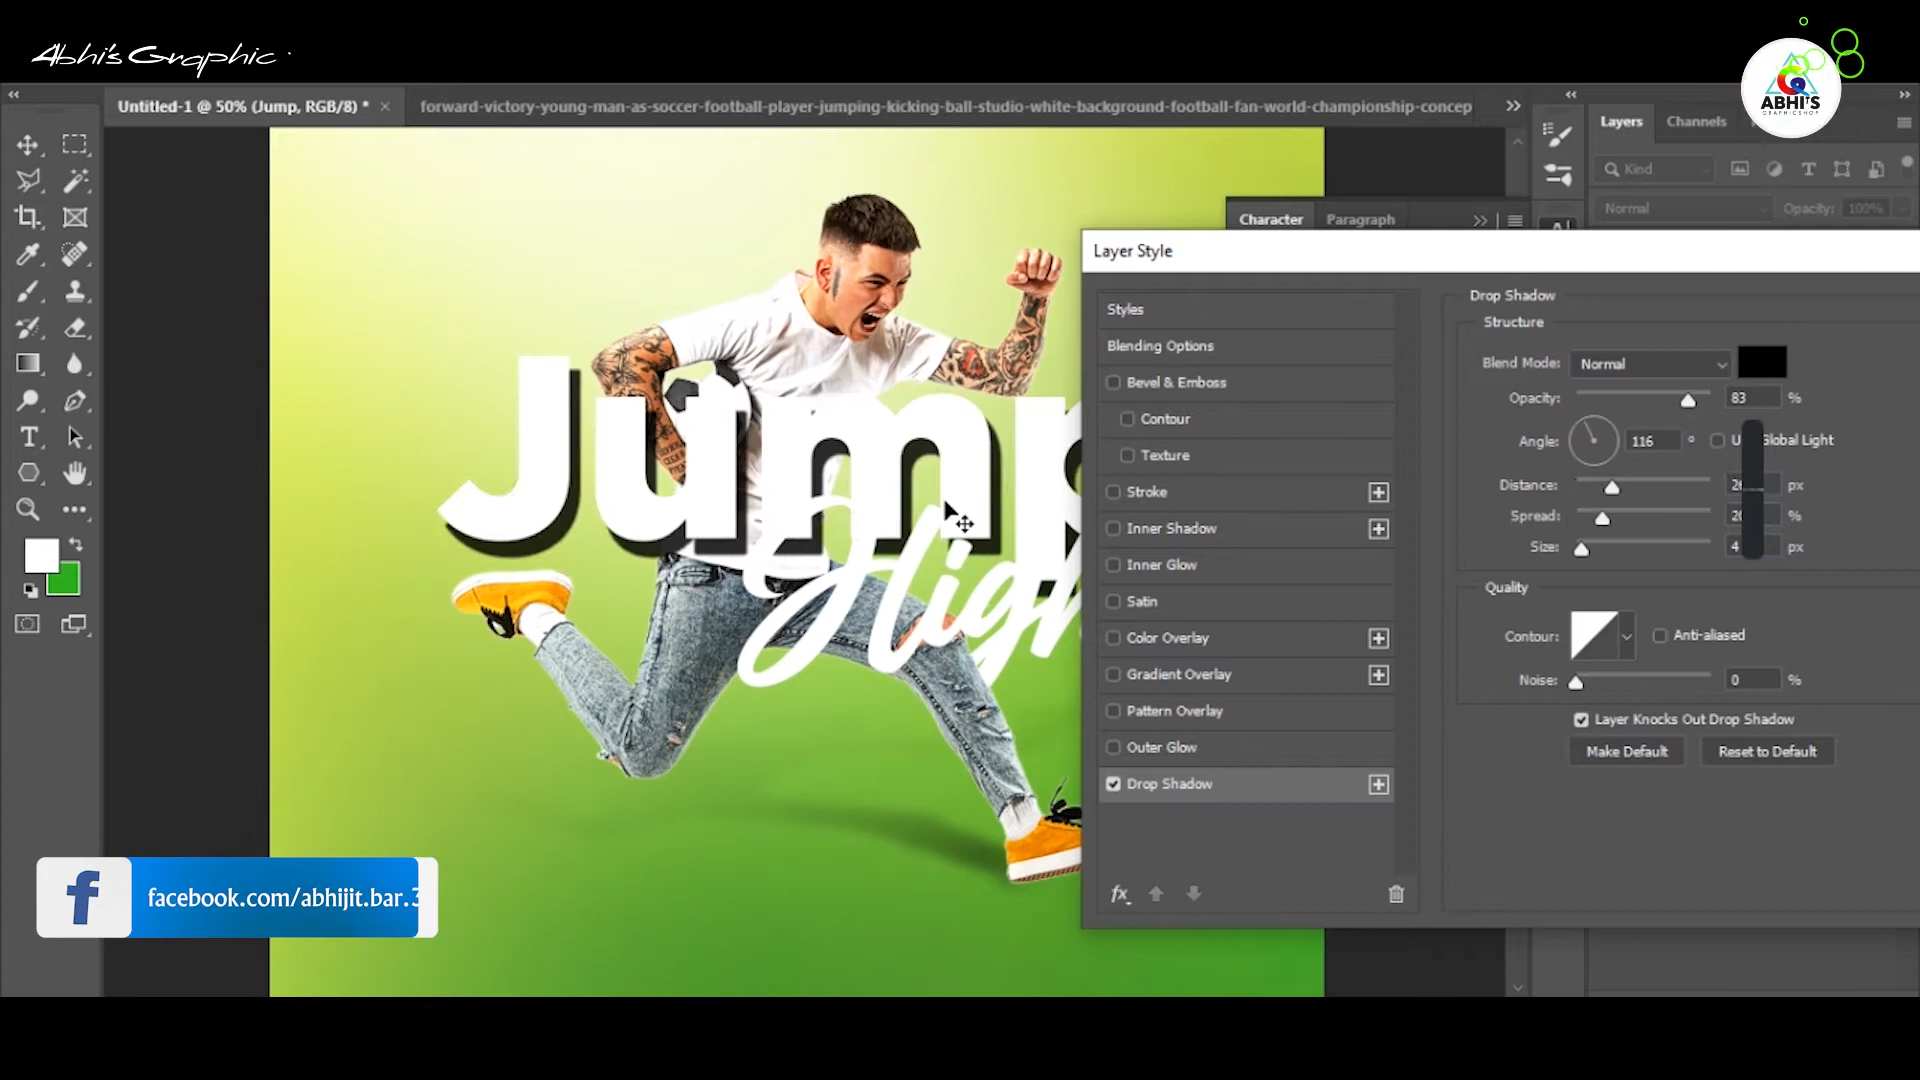 Abhi's Graphic
ABHI'S
GRAPHICSHOP
Untitled-1 @ 50% (Jump, RGB/8) *
forward-victory-young-man-as-soccer-football-player-jumping-kicking-ball-studio-white-background-football-fan-world-championship-concep
Layers
Channels
Kind
Normal
Opacity:
100%
Character
Paragraph
Layer Style
Styles
Blending Options
Bevel & Emboss
Contour
Texture
Stroke
Inner Shadow
Inner Glow
Satin
Color Overlay
Gradient Overlay
Pattern Overlay
Outer Glow
Drop Shadow
fx
Drop Shadow
Structure
Blend Mode: Normal
Opacity: 83 %
Angle: 116 °
Global Light
Distance: px
Spread: %
Size: 4 px
Quality
Contour:
Anti-aliased
Noise: 0 %
Layer Knocks Out Drop Shadow
Make Default
Reset to Default
Jump
High
f
facebook.com/abhijit.bar.3